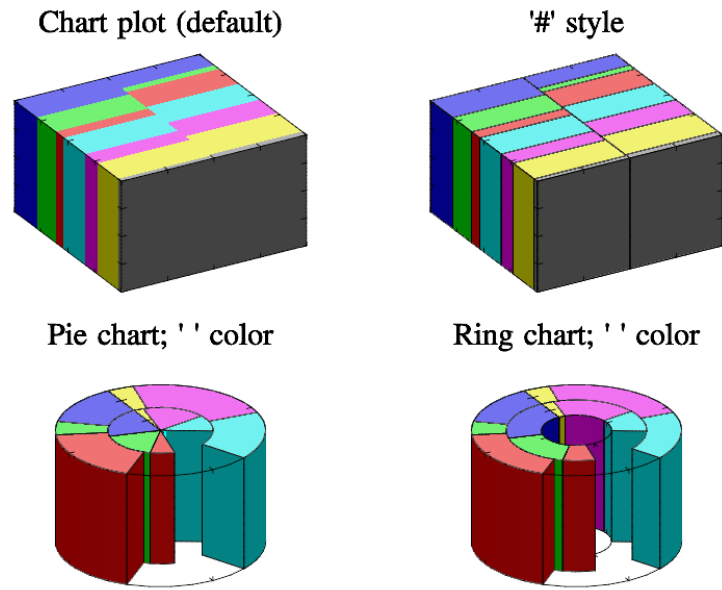 Chart plot (default)
'#' style
Pie chart; ' ' color
Ring chart; ' ' color